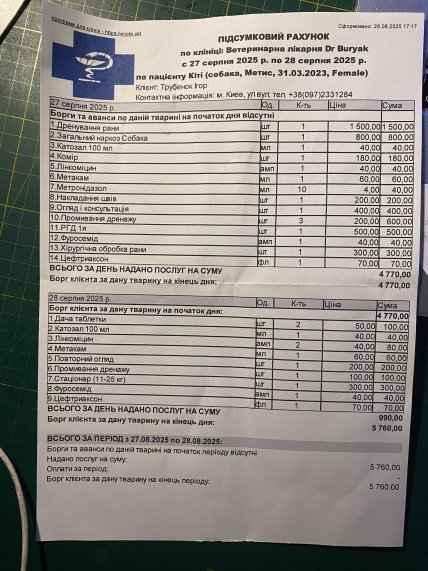 програми для клінік - https://enote.vet
Сформовано: 28.08.2025 17:17
ПІДСУМКОВИЙ РАХУНОК
по клініці: Ветеринарна лікарня Dr Buryak
с 27 серпня 2025 р. по 28 серпня 2025 р.
по пацієнту Кіті (собака, Метис, 31.03.2023, Female)
Клієнт: Трубенок Ігор
Контактна інформація: м. Киев, ул вул, тел. +38(097)2331284
27 серпня 2025 р. Од. К-ть Ціна Сума
Борги та аванси по даній тварині на початок дня відсутні
1.Дренування рани шт 1 1 500,00 1 500,00
2.Загальний наркоз Собака шт 1 800,00 800,00
3.Катозал 100 мл мл 1 40,00 40,00
4.Комір шт 1 180,00 180,00
5.Лінкоміцин амп 1 40,00 40,00
6.Метакам мл 1 60,00 60,00
7.Метронідазол мл 10 4,00 40,00
8.Накладання швів шт 1 200,00 200,00
9.Огляд і консультація шт 1 400,00 400,00
10.Промивання дренажу шт 3 200,00 600,00
11.РГД 1я шт 1 500,00 500,00
12.Фуросемід амп 1 40,00 40,00
13.Хірургічна обробка рани шт 1 300,00 300,00
14.Цефтриаксон фл 1 70,00 70,00
ВСЬОГО ЗА ДЕНЬ НАДАНО ПОСЛУГ НА СУМУ 4 770,00
Борг клієнта за дану тварину на кінець дня: 4 770,00
28 серпня 2025 р. Од. К-ть Ціна Сума
Борг клієнта за дану тварину на початок дня: 4 770,00
1.Дача таблетки шт 2 50,00 100,00
2.Катозал 100 мл мл 1 40,00 40,00
3.Лінкоміцин амп 2 40,00 80,00
4.Метакам мл 1 60,00 60,00
5.Повторний огляд шт 1 200,00 200,00
6.Промивання дренажу шт 1 100,00 100,00
7.Стаціонар (11-25 кг) шт 1 300,00 300,00
8.Фуросемід амп 1 40,00 40,00
9.Цефтриаксон фл 1 70,00 70,00
ВСЬОГО ЗА ДЕНЬ НАДАНО ПОСЛУГ НА СУМУ 990,00
Борг клієнта за дану тварину на кінець дня: 5 760,00
ВСЬОГО ЗА ПЕРІОД з 27.08.2025 по 28.08.2025:
Борги та аванси по даній тварині на початок періоду відсутні
Надано послуг на суму: 5 760,00
Оплати за період: -
Борг клієнта за дану тварину на кінець періоду: 5 760,00